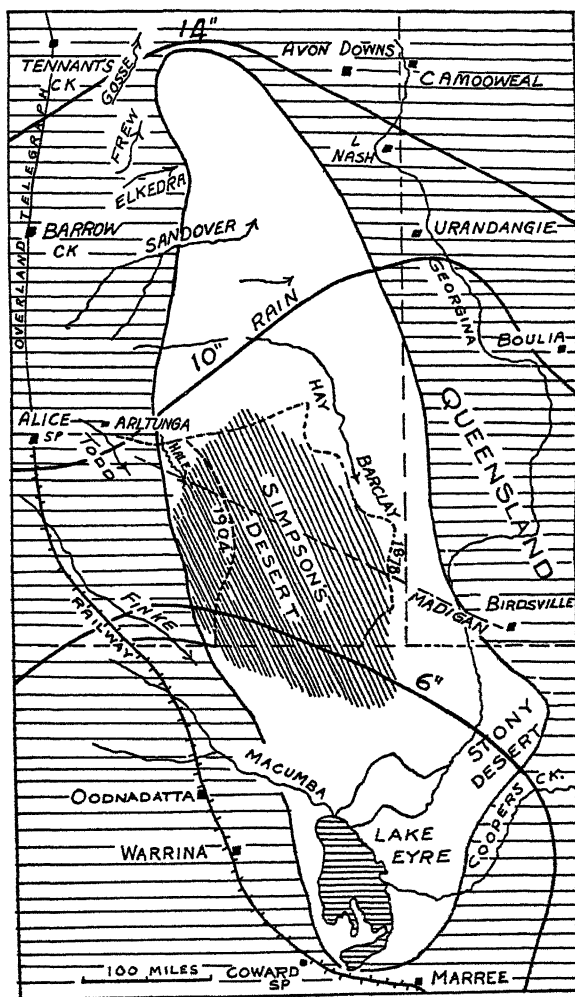 14"
TENNANTS
CK
GOSSE
AVON DOWNS
CAMOOWEAL
FREW
L
NASH
ELKEDRA
OVERLAND TELEGRAPH
BARROW
CK
SANDOVER
URANDANGIE
GEORGINA
RAIN
10"
BOULIA
HAY
ALICE
SP
ARLTUNGA
TODD
HALE
BARCLAY
QUEENSLAND
SIMPSON'S
DESERT
1904
1878
MADIGAN
BIRDSVILLE
FINKE
RAILWAY
6"
STONY
DESERT
MACUMBA
OODNADATTA
COOPERS CK.
LAKE
EYRE
WARRINA
100 MILES
COWARD
SP
MARREE